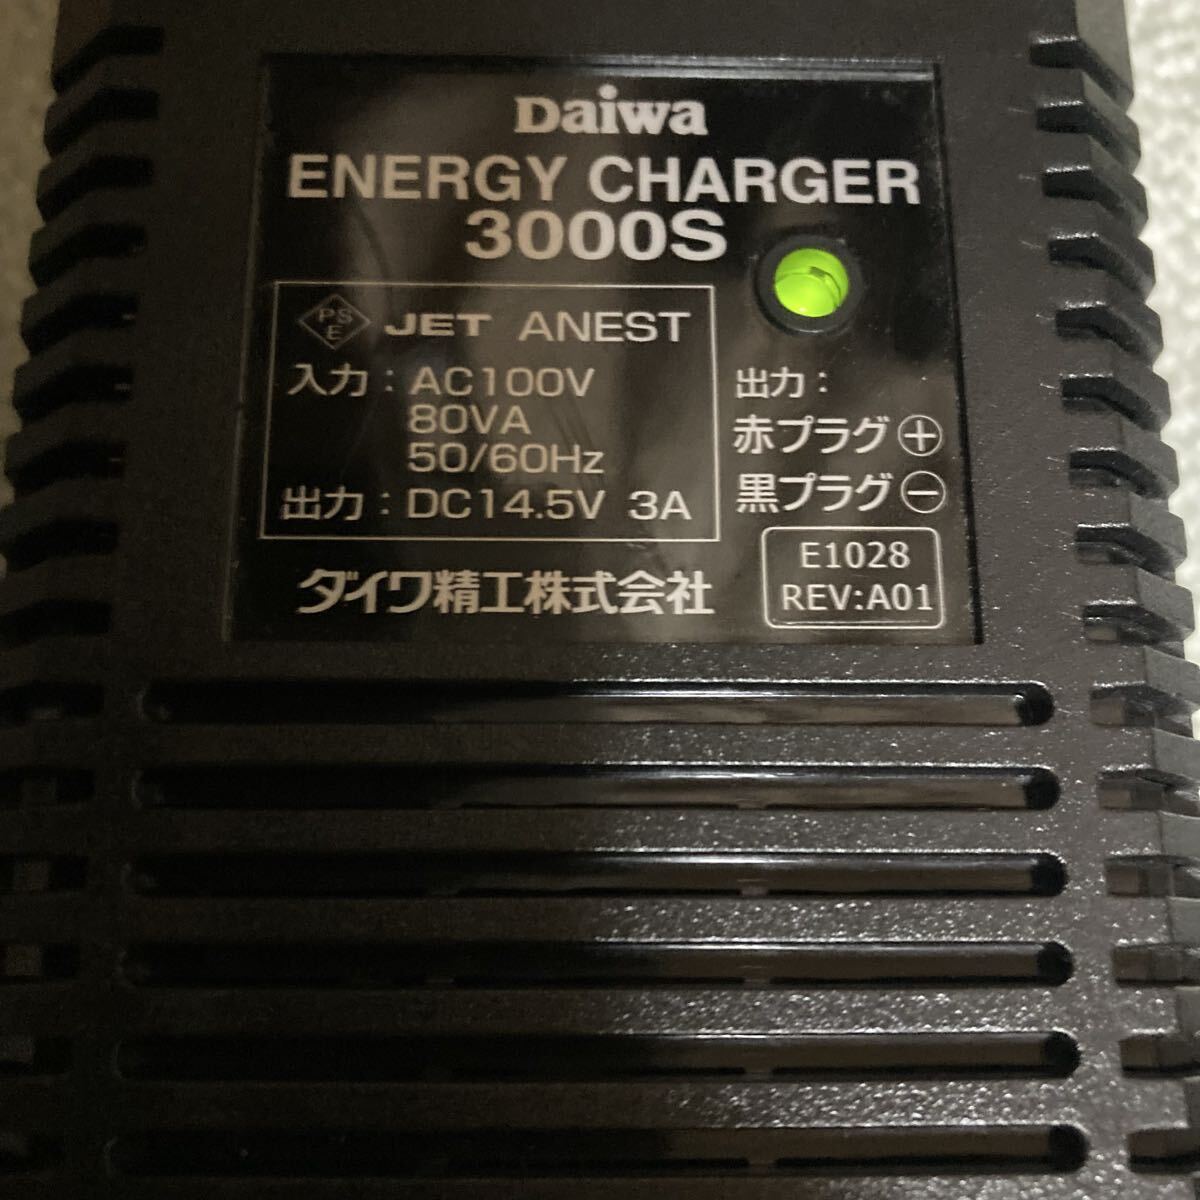 Daiwa
ENERGY CHARGER
3000S
PSE JET ANEST
入力：AC100V
80VA
50/60Hz
出力：DC14.5V 3A
出力：
赤プラグ⊕
黒プラグ⊖
E1028
REV:A01
ダイワ精工株式会社